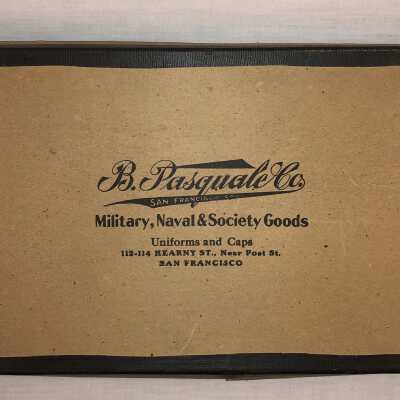 B. Pasquale Co.
SAN FRANCISCO
Military, Naval & Society Goods
Uniforms and Caps
112-114 KEARNY ST., Near Post St.
SAN FRANCISCO